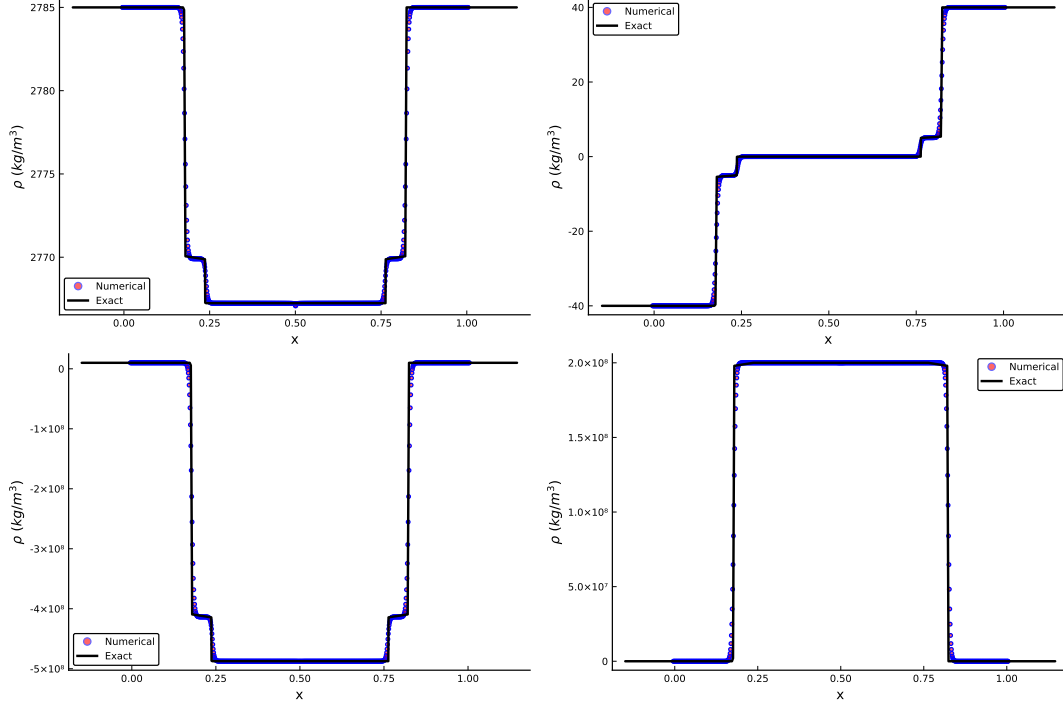 2785
2780
2775
2770
ρ (kg/m³)
Numerical
Exact
0.00 0.25 0.50 0.75 1.00
x
40
20
0
-20
-40
ρ (kg/m³)
Numerical
Exact
0.00 0.25 0.50 0.75 1.00
x
0
-1×10⁸
-2×10⁸
-3×10⁸
-4×10⁸
-5×10⁸
ρ (kg/m³)
Numerical
Exact
0.00 0.25 0.50 0.75 1.00
x
2.0×10⁸
1.5×10⁸
1.0×10⁸
5.0×10⁷
0
ρ (kg/m³)
Numerical
Exact
0.00 0.25 0.50 0.75 1.00
x